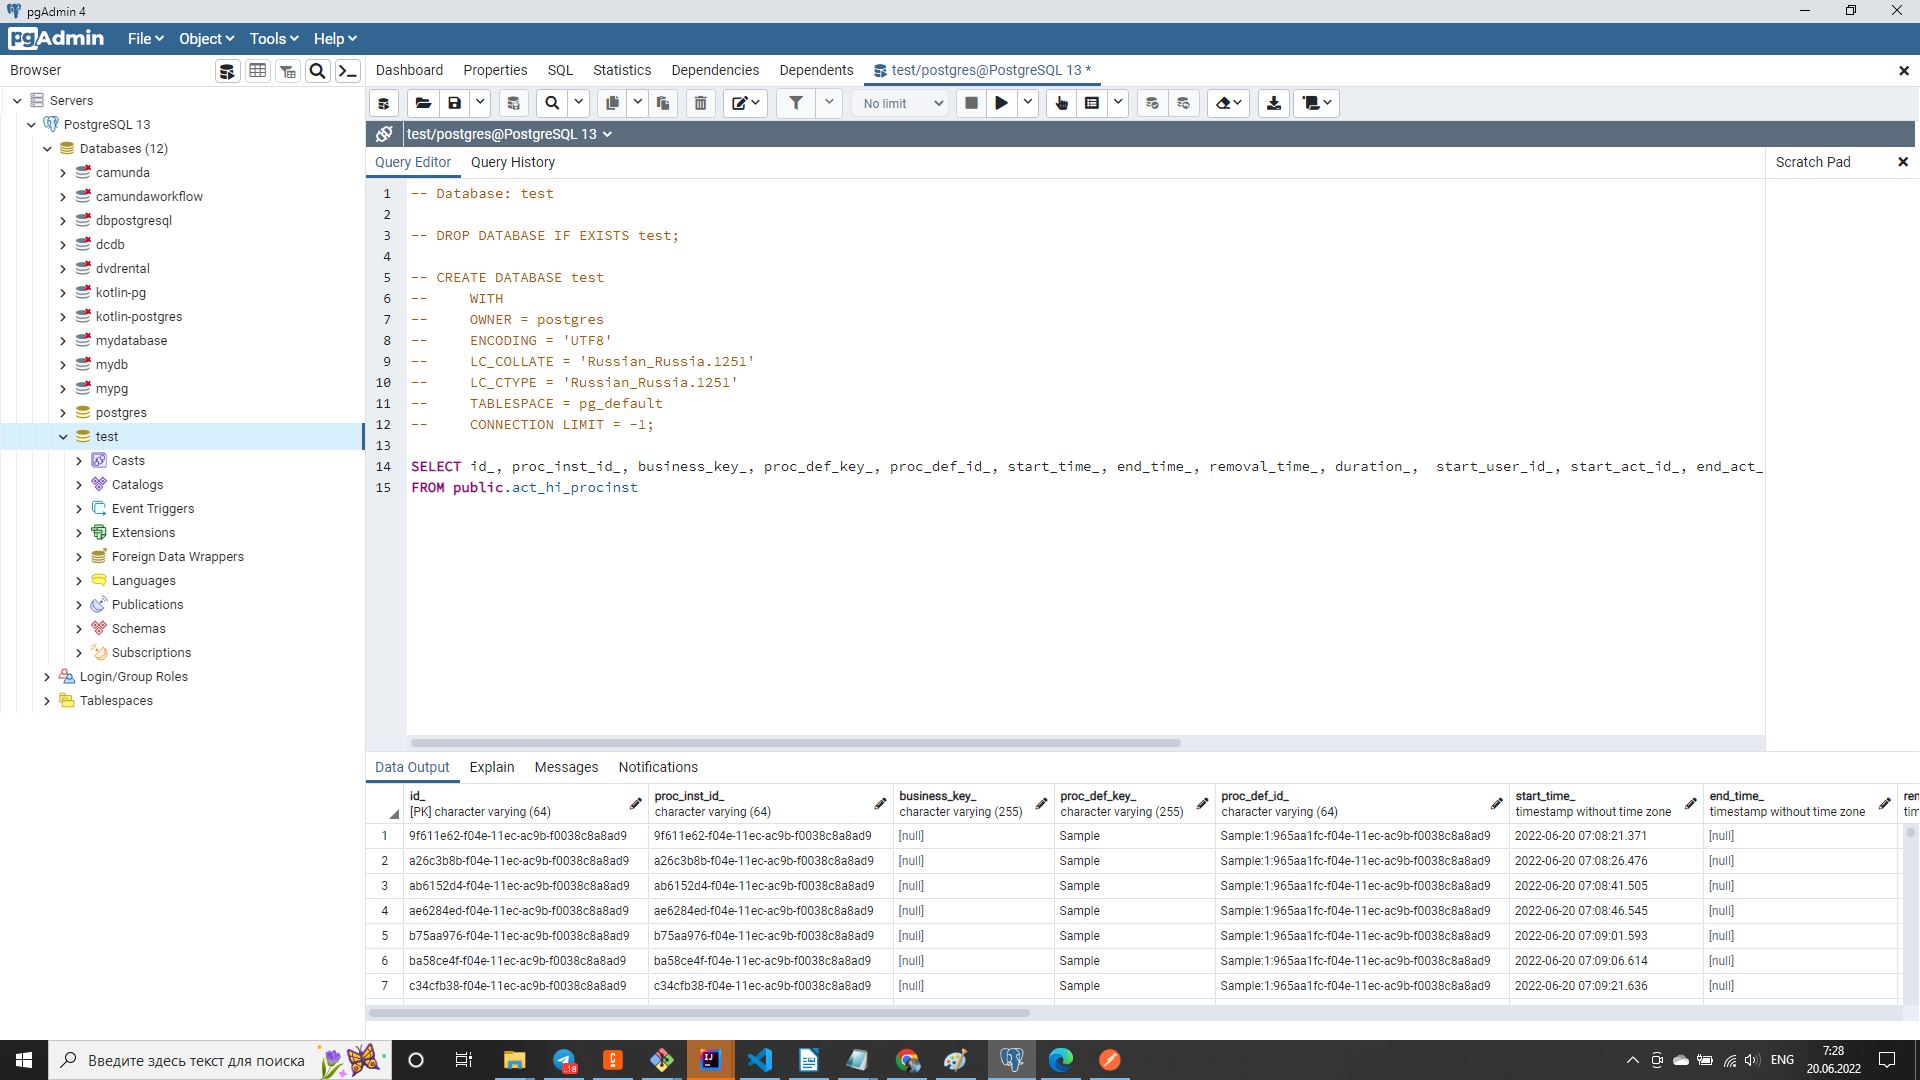 pgAdmin 4
pgAdmin File Object Tools Help
Browser
Dashboard Properties SQL Statistics Dependencies Dependents test/postgres@PostgreSQL 13 *
No limit
Servers
PostgreSQL 13
Databases (12)
camunda
camundaworkflow
dbpostgresql
dcdb
dvdrental
kotlin-pg
kotlin-postgres
mydatabase
mydb
mypg
postgres
test
Casts
Catalogs
Event Triggers
Extensions
Foreign Data Wrappers
Languages
Publications
Schemas
Subscriptions
Login/Group Roles
Tablespaces
test/postgres@PostgreSQL 13
Query Editor Query History
Scratch Pad
1 -- Database: test
2
3 -- DROP DATABASE IF EXISTS test;
4
5 -- CREATE DATABASE test
6 --     WITH
7 --     OWNER = postgres
8 --     ENCODING = 'UTF8'
9 --     LC_COLLATE = 'Russian_Russia.1251'
10 --     LC_CTYPE = 'Russian_Russia.1251'
11 --     TABLESPACE = pg_default
12 --     CONNECTION LIMIT = -1;
13
14 SELECT id_, proc_inst_id_, business_key_, proc_def_key_, proc_def_id_, start_time_, end_time_, removal_time_, duration_,  start_user_id_, start_act_id_, end_act_
15 FROM public.act_hi_procinst
Data Output Explain Messages Notifications
id_ proc_inst_id_ business_key_ proc_def_key_ proc_def_id_ start_time_ end_time_ ren
[PK] character varying (64) character varying (64) character varying (255) character varying (255) character varying (64) timestamp without time zone timestamp without time zone tim
1 9f611e62-f04e-11ec-ac9b-f0038c8a8ad9 9f611e62-f04e-11ec-ac9b-f0038c8a8ad9 [null] Sample Sample:1:965aa1fc-f04e-11ec-ac9b-f0038c8a8ad9 2022-06-20 07:08:21.371 [null]
2 a26c3b8b-f04e-11ec-ac9b-f0038c8a8ad9 a26c3b8b-f04e-11ec-ac9b-f0038c8a8ad9 [null] Sample Sample:1:965aa1fc-f04e-11ec-ac9b-f0038c8a8ad9 2022-06-20 07:08:26.476 [null]
3 ab6152d4-f04e-11ec-ac9b-f0038c8a8ad9 ab6152d4-f04e-11ec-ac9b-f0038c8a8ad9 [null] Sample Sample:1:965aa1fc-f04e-11ec-ac9b-f0038c8a8ad9 2022-06-20 07:08:41.505 [null]
4 ae6284ed-f04e-11ec-ac9b-f0038c8a8ad9 ae6284ed-f04e-11ec-ac9b-f0038c8a8ad9 [null] Sample Sample:1:965aa1fc-f04e-11ec-ac9b-f0038c8a8ad9 2022-06-20 07:08:46.545 [null]
5 b75aa976-f04e-11ec-ac9b-f0038c8a8ad9 b75aa976-f04e-11ec-ac9b-f0038c8a8ad9 [null] Sample Sample:1:965aa1fc-f04e-11ec-ac9b-f0038c8a8ad9 2022-06-20 07:09:01.593 [null]
6 ba58ce4f-f04e-11ec-ac9b-f0038c8a8ad9 ba58ce4f-f04e-11ec-ac9b-f0038c8a8ad9 [null] Sample Sample:1:965aa1fc-f04e-11ec-ac9b-f0038c8a8ad9 2022-06-20 07:09:06.614 [null]
7 c34cfb38-f04e-11ec-ac9b-f0038c8a8ad9 c34cfb38-f04e-11ec-ac9b-f0038c8a8ad9 [null] Sample Sample:1:965aa1fc-f04e-11ec-ac9b-f0038c8a8ad9 2022-06-20 07:09:21.636 [null]
Введите здесь текст для поиска
.18
IJ
ENG
7:28
20.06.2022